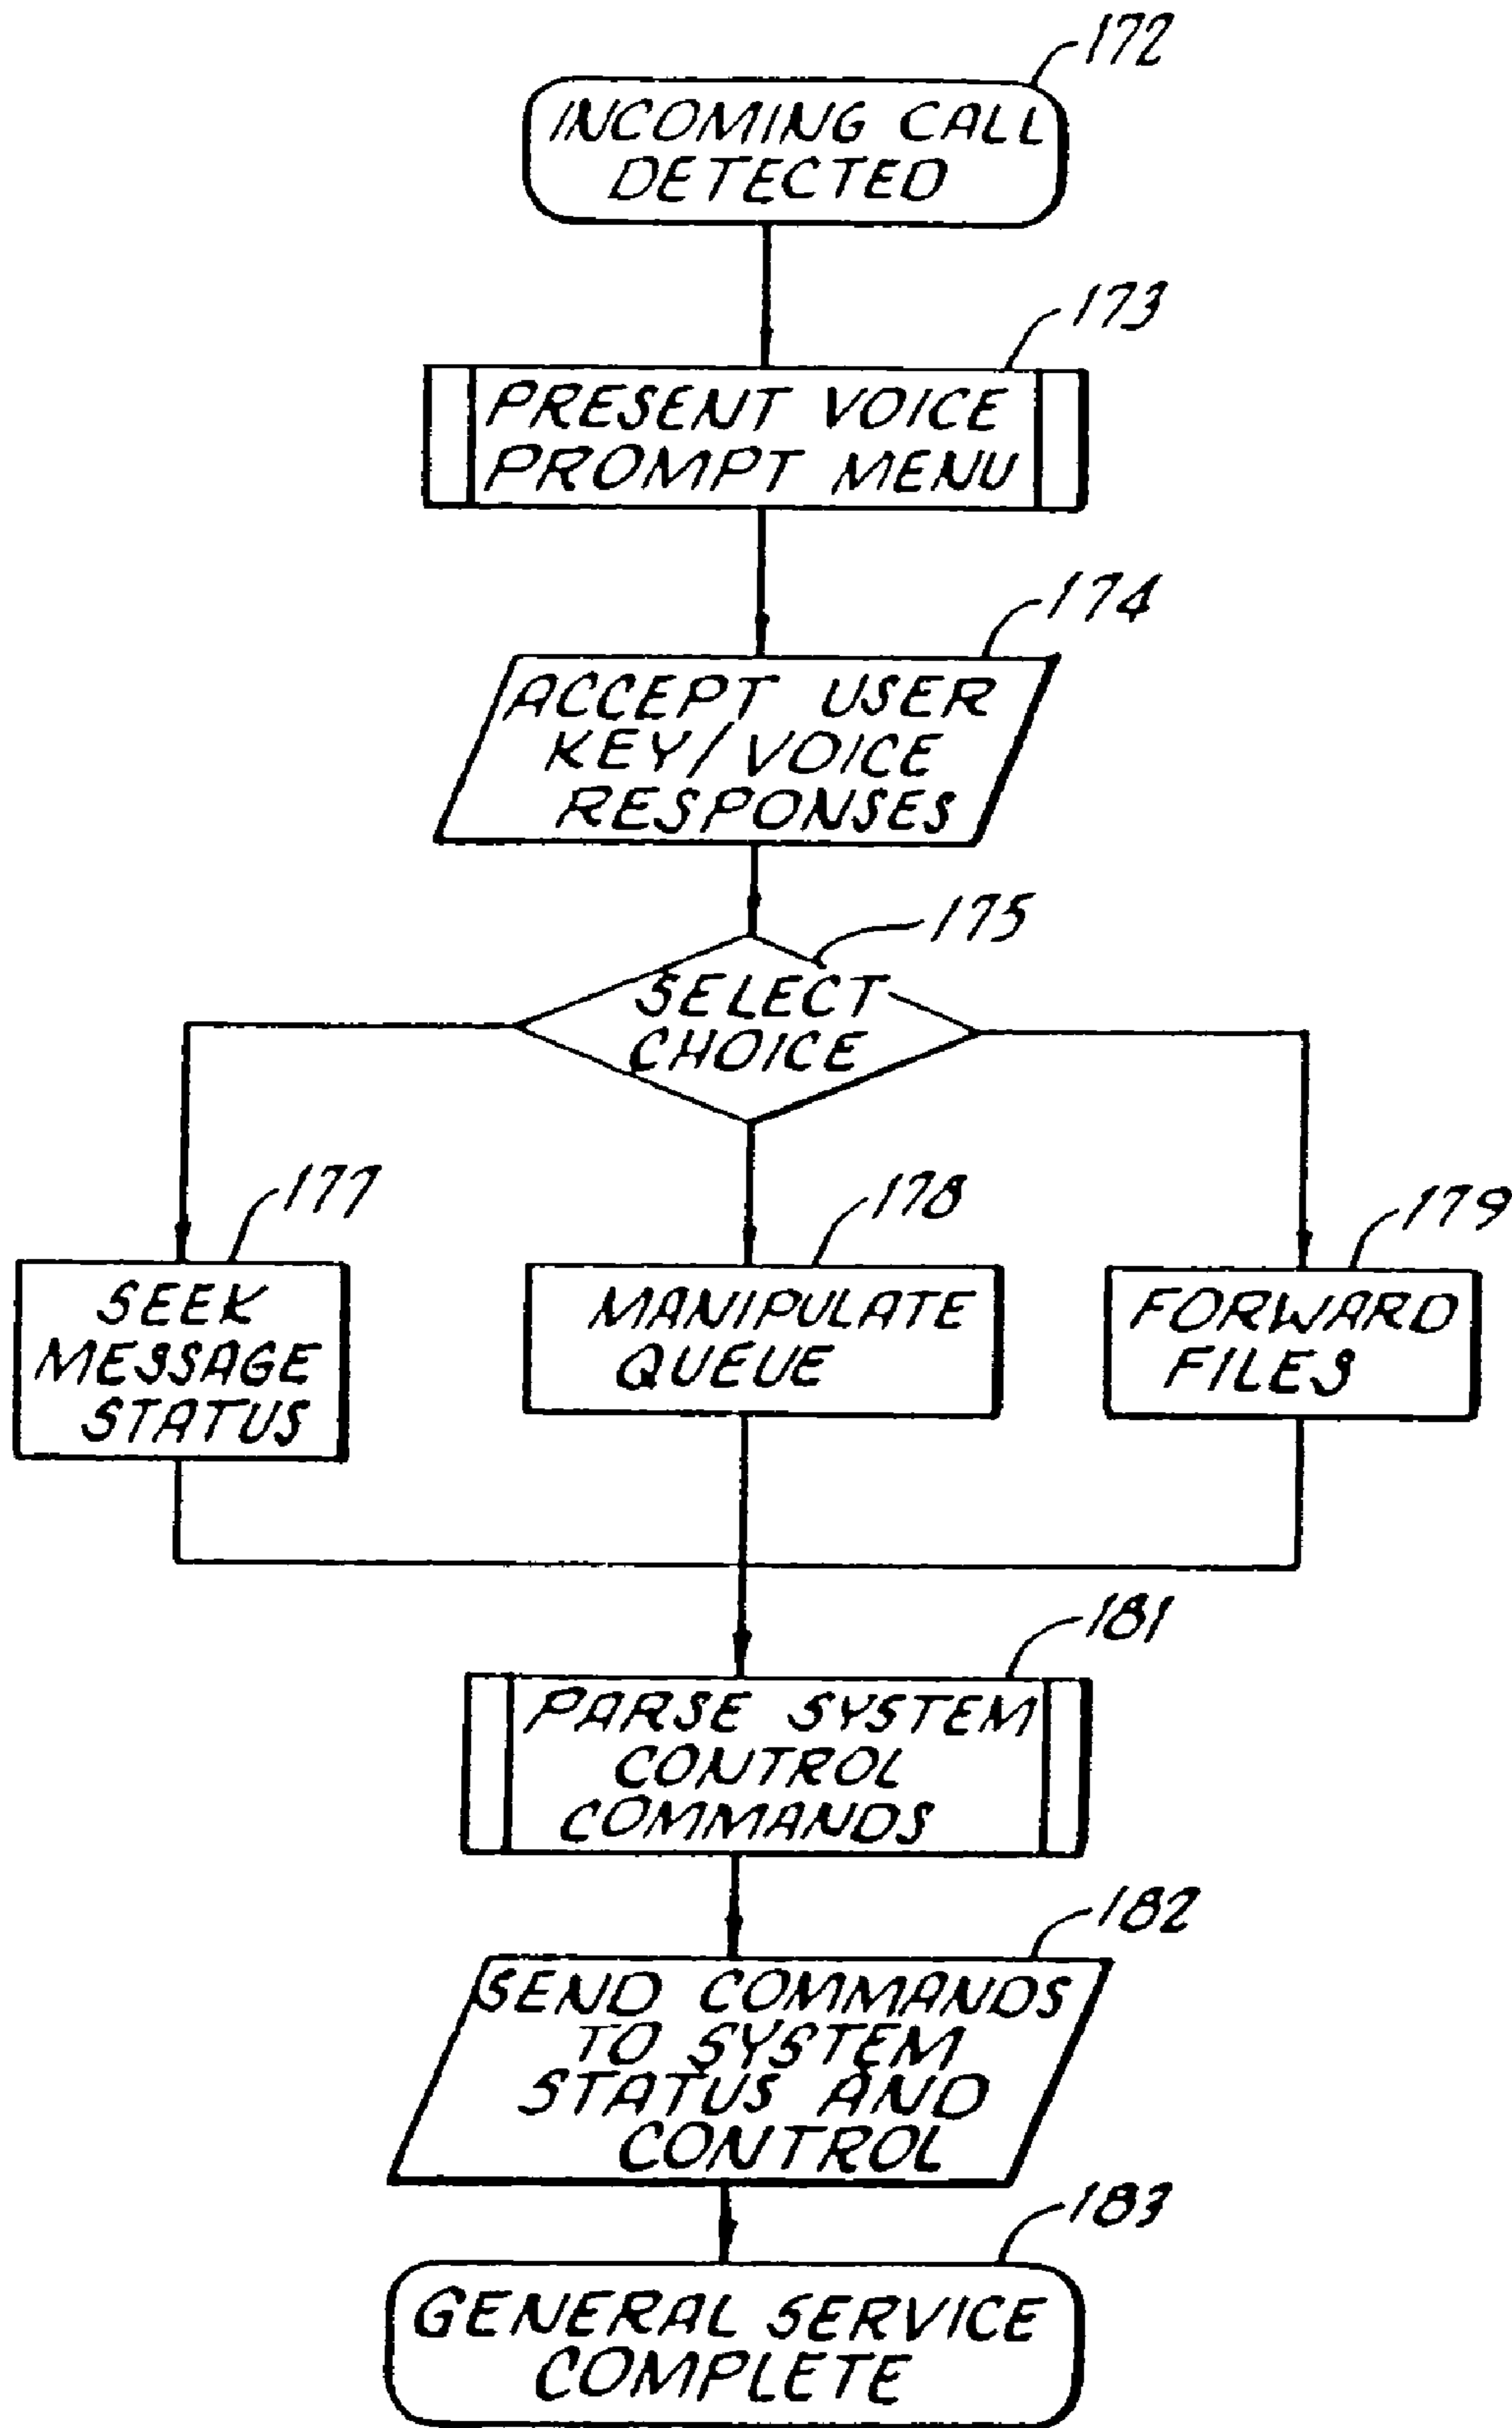 172
INCOMING CALL
DETECTED
173
PRESENT VOICE
PROMPT MENU
174
ACCEPT USER
KEY/VOICE
RESPONSES
175
SELECT
CHOICE
177
SEEK
MESSAGE
STATUS
178
MANIPULATE
QUEUE
179
FORWARD
FILES
181
PARSE SYSTEM
CONTROL
COMMANDS
182
SEND COMMANDS
TO SYSTEM
STATUS AND
CONTROL
183
GENERAL SERVICE
COMPLETE